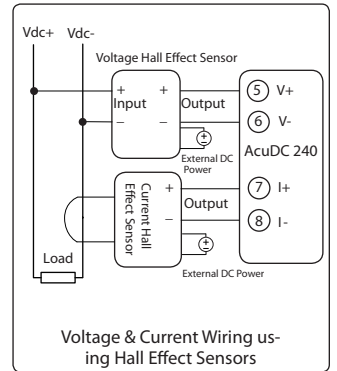 Vdc+ Vdc-
Voltage Hall Effect Sensor
+ +
Input Output
− −
External DC
Power
5 V+
6 V-
AcuDC 240
7 I+
8 I-
Current Hall
Effect Sensor
+
Output
−
External DC Power
Load
Voltage & Current Wiring us-
ing Hall Effect Sensors